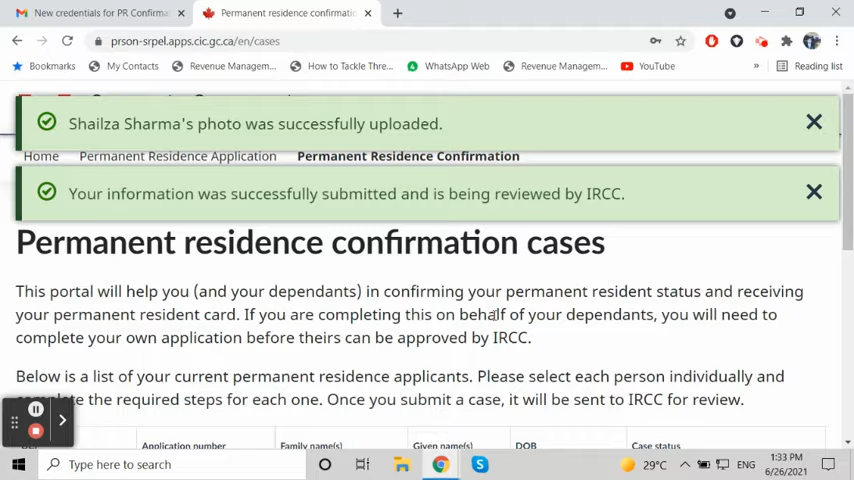 New credentials for PR Confirma
Permanent residence confirmatio
prson-srpel.apps.cic.gc.ca/en/cases
Bookmarks
My Contacts
Revenue Managem...
How to Tackle Thre...
WhatsApp Web
Revenue Managem...
YouTube
»
Reading list
Shailza Sharma's photo was successfully uploaded.
Home
Permanent Residence Application
Permanent Residence Confirmation
Your information was successfully submitted and is being reviewed by IRCC.
Permanent residence confirmation cases
This portal will help you (and your dependants) in confirming your permanent resident status and receiving
your permanent resident card. If you are completing this on behalf of your dependants, you will need to
complete your own application before theirs can be approved by IRCC.
Below is a list of your current permanent residence applicants. Please select each person individually and
complete the required steps for each one. Once you submit a case, it will be sent to IRCC for review.
Application number
Family name(s)
Given name(s)
DOB
Case status
Type here to search
29°C
ENG
1:33 PM
6/26/2021